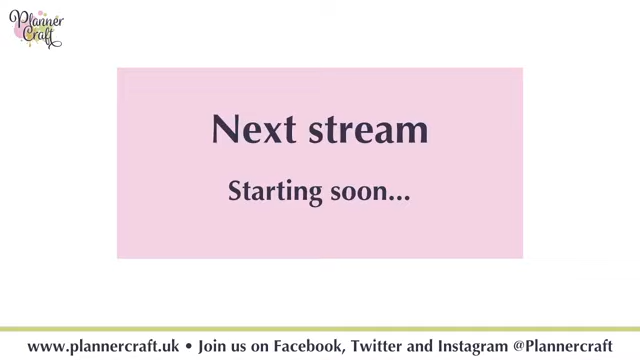 Planner
Craft
Next stream
Starting soon...
www.plannercraft.uk • Join us on Facebook, Twitter and Instagram @Plannercraft